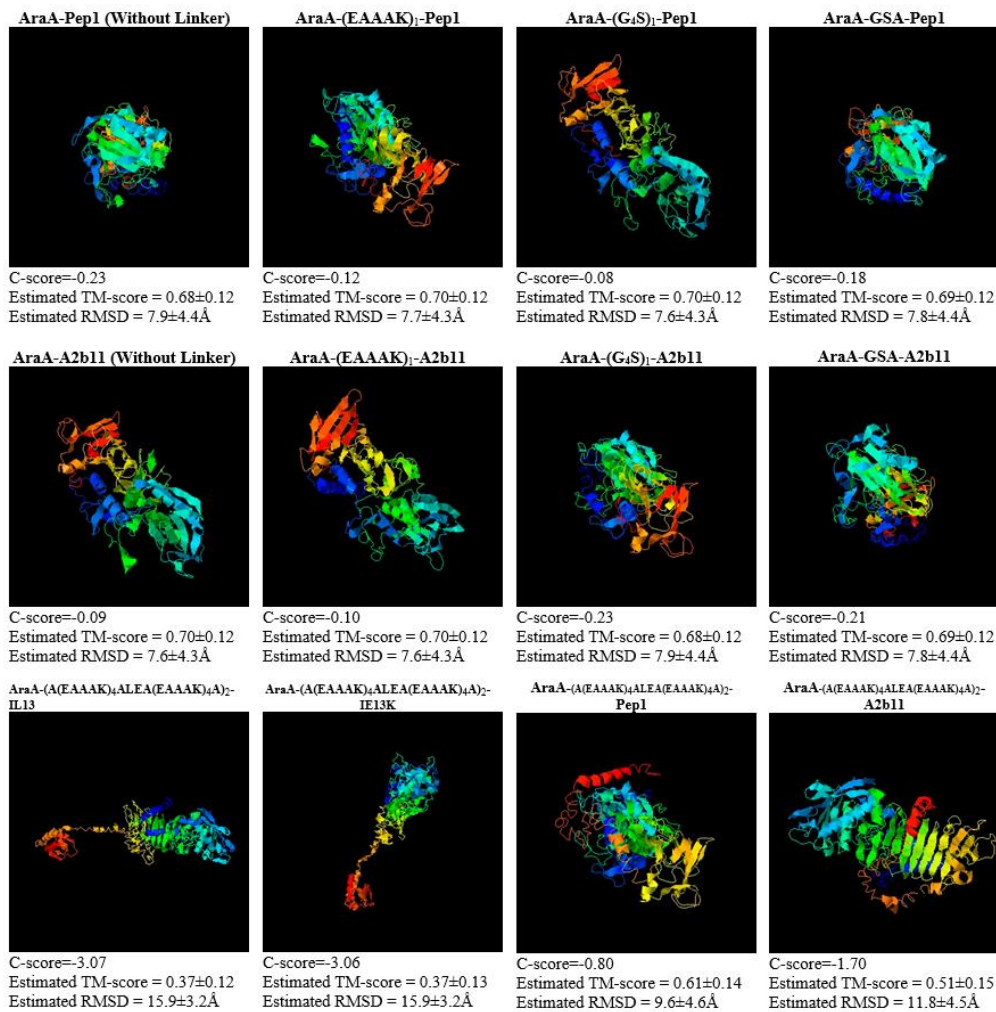 AraA-Pep1 (Without Linker) AraA-(EAAAK)₁-Pep1 AraA-(G₄S)₁-Pep1 AraA-GSA-Pep1
C-score=-0.23 C-score=-0.12 C-score=-0.08 C-score=-0.18
Estimated TM-score = 0.68±0.12 Estimated TM-score = 0.70±0.12 Estimated TM-score = 0.70±0.12 Estimated TM-score = 0.69±0.12
Estimated RMSD = 7.9±4.4Å Estimated RMSD = 7.7±4.3Å Estimated RMSD = 7.6±4.3Å Estimated RMSD = 7.8±4.4Å
AraA-A2b11 (Without Linker) AraA-(EAAAK)₁-A2b11 AraA-(G₄S)₁-A2b11 AraA-GSA-A2b11
C-score=-0.09 C-score=-0.10 C-score=-0.23 C-score=-0.21
Estimated TM-score = 0.70±0.12 Estimated TM-score = 0.70±0.12 Estimated TM-score = 0.68±0.12 Estimated TM-score = 0.69±0.12
Estimated RMSD = 7.6±4.3Å Estimated RMSD = 7.6±4.3Å Estimated RMSD = 7.9±4.4Å Estimated RMSD = 7.8±4.4Å
AraA-(A(EAAAK)₄ALEA(EAAAK)₄A)₂- AraA-(A(EAAAK)₄ALEA(EAAAK)₄A)₂- AraA-(A(EAAAK)₄ALEA(EAAAK)₄A)₂- AraA-(A(EAAAK)₄ALEA(EAAAK)₄A)₂-
IL13 IE13K Pep1 A2b11
C-score=-3.07 C-score=-3.06 C-score=-0.80 C-score=-1.70
Estimated TM-score = 0.37±0.12 Estimated TM-score = 0.37±0.13 Estimated TM-score = 0.61±0.14 Estimated TM-score = 0.51±0.15
Estimated RMSD = 15.9±3.2Å Estimated RMSD = 15.9±3.2Å Estimated RMSD = 9.6±4.6Å Estimated RMSD = 11.8±4.5Å